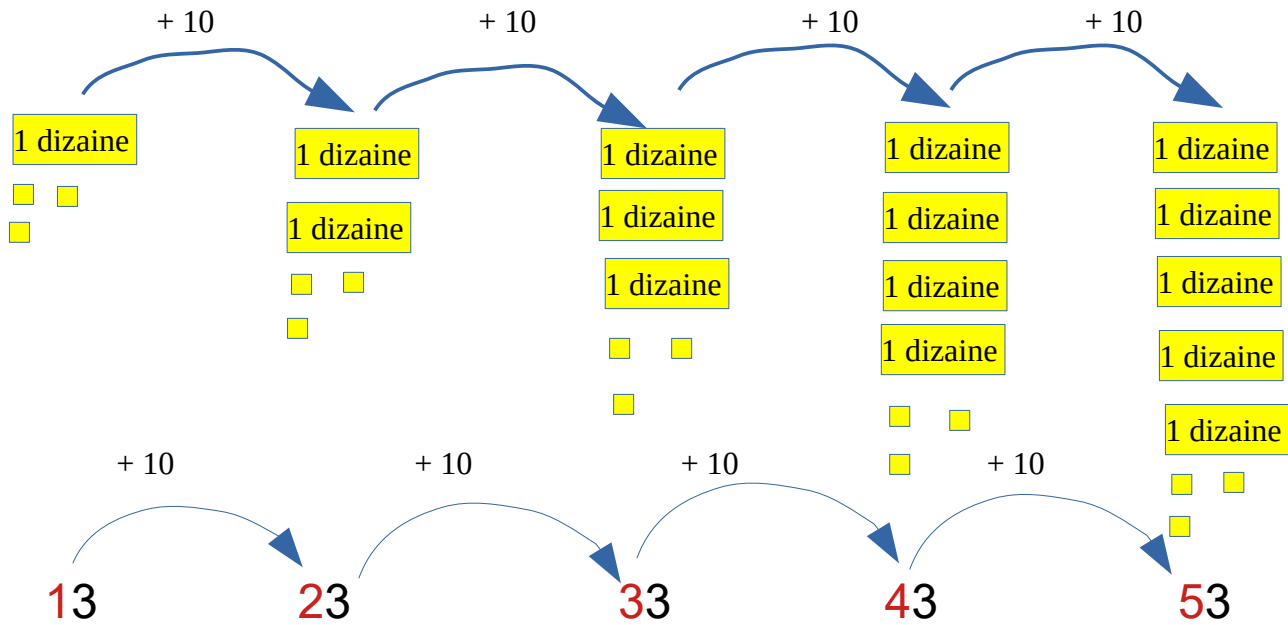 + 10 + 10 + 10 + 10
1 dizaine 1 dizaine 1 dizaine 1 dizaine 1 dizaine
1 dizaine 1 dizaine 1 dizaine 1 dizaine
1 dizaine 1 dizaine 1 dizaine
1 dizaine 1 dizaine
1 dizaine
+ 10 + 10 + 10 + 10
13 23 33 43 53